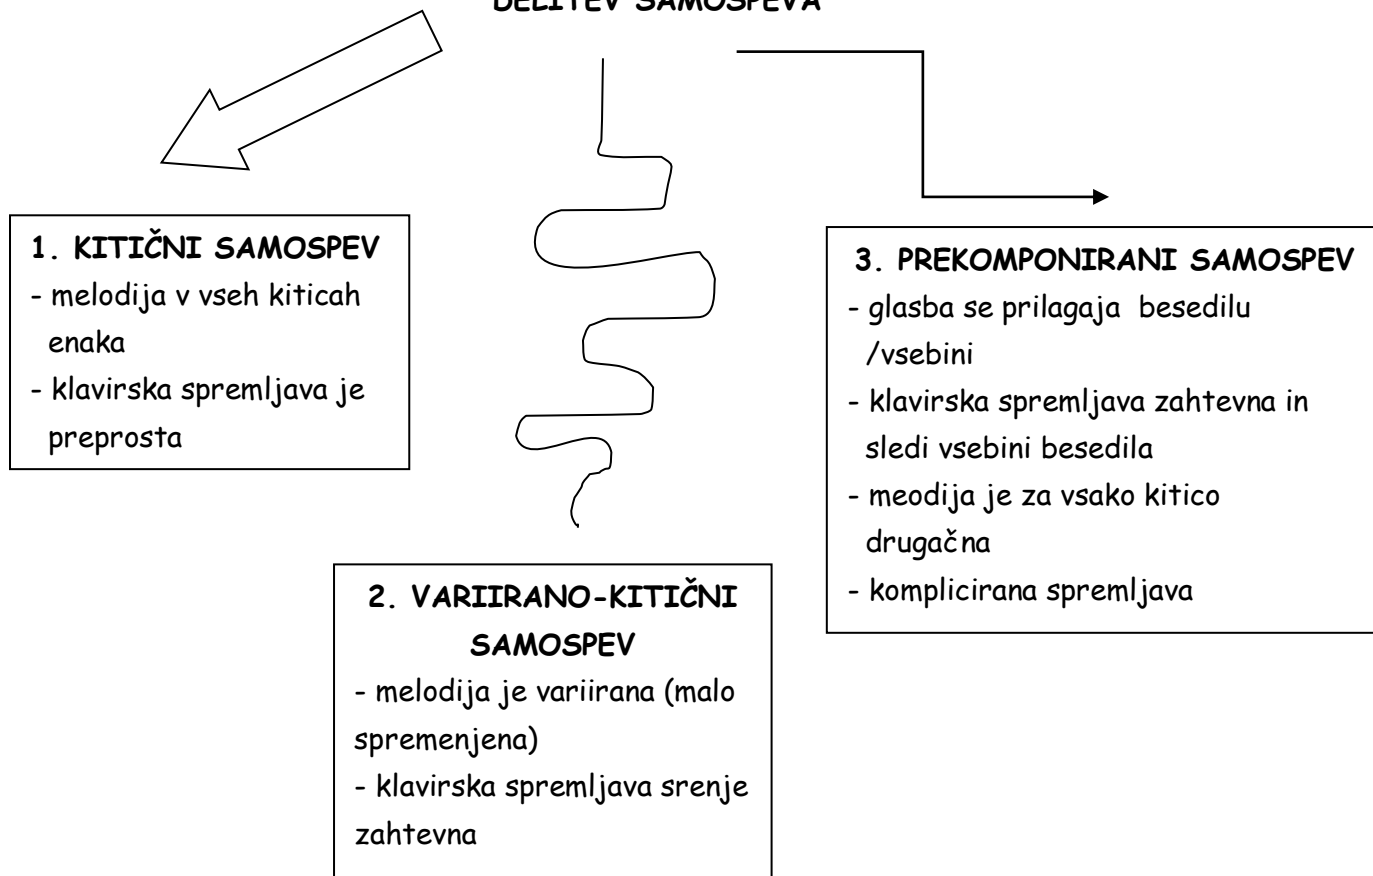 DELITEV SAMOSPEVA
1. KITIČNI SAMOSPEV
- melodija v vseh kiticah
enaka
- klavirska spremljava je
preprosta
2. VARIIRANO-KITIČNI
SAMOSPEV
- melodija je variirana (malo
spremenjena)
- klavirska spremljava srenje
zahtevna
3. PREKOMPONIRANI SAMOSPEV
- glasba se prilagaja besedilu
/vsebini
- klavirska spremljava zahtevna in
sledi vsebini besedila
- meodija je za vsako kitico
drugačna
- komplicirana spremljava